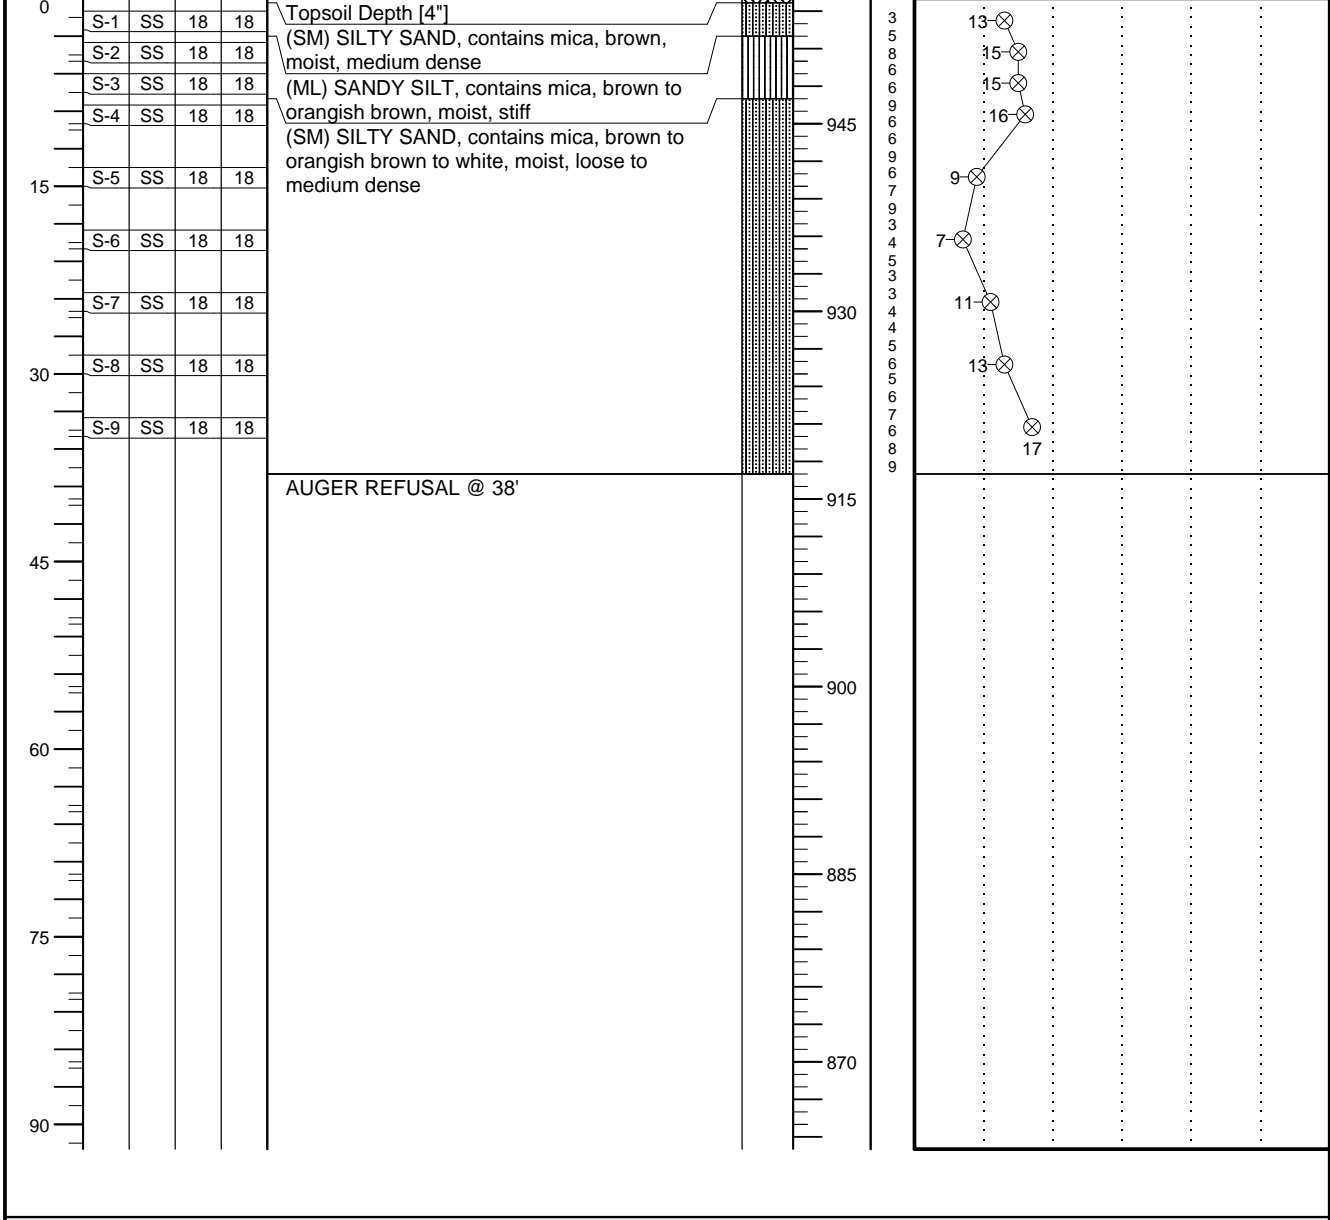 0
S-1 SS 18 18
Topsoil Depth [4"]
3
13
5
(SM) SILTY SAND, contains mica, brown,
moist, medium dense
S-2 SS 18 18
8
15
6
S-3 SS 18 18
(ML) SANDY SILT, contains mica, brown to
orangish brown, moist, stiff
6
15
9
S-4 SS 18 18
945
6
16
6
(SM) SILTY SAND, contains mica, brown to
orangish brown to white, moist, loose to
medium dense
9
15
S-5 SS 18 18
6
9
7
9
3
S-6 SS 18 18
4
7
5
3
S-7 SS 18 18
930
3
11
4
4
5
30
S-8 SS 18 18
6
13
5
6
7
S-9 SS 18 18
6
17
8
9
AUGER REFUSAL @ 38'
915
45
900
60
885
75
870
90